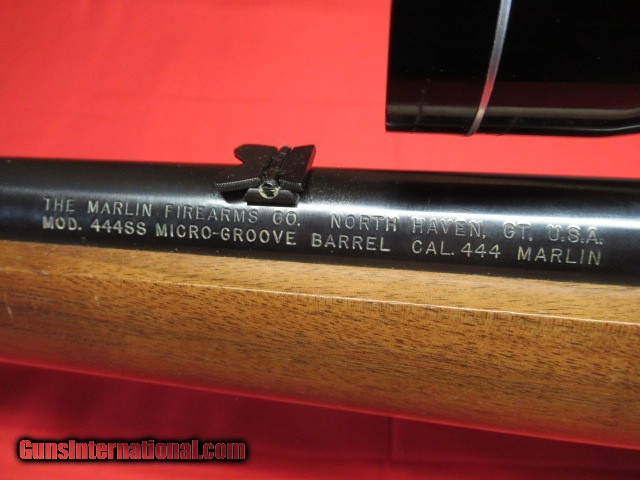 THE MARLIN FIREARMS CO. NORTH HAVEN, CT. U.S.A.
MOD. 444SS MICRO-GROOVE BARREL CAL. 444 MARLIN
GunsInternational.com